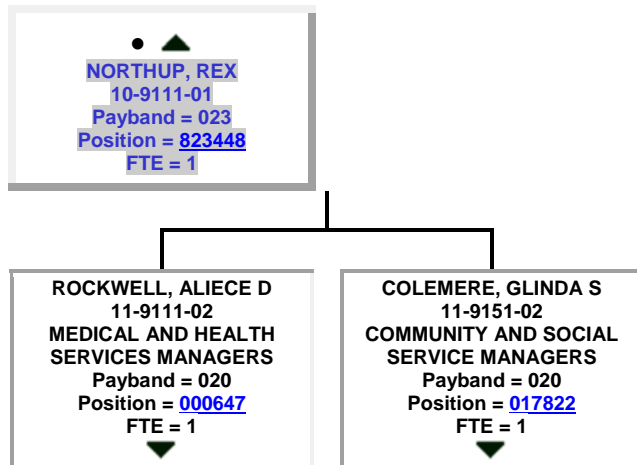 NORTHUP, REX
10-9111-01
Payband = 023
Position = 823448
FTE = 1
ROCKWELL, ALIECE D
11-9111-02
MEDICAL AND HEALTH
SERVICES MANAGERS
Payband = 020
Position = 000647
FTE = 1
COLEMERE, GLINDA S
11-9151-02
COMMUNITY AND SOCIAL
SERVICE MANAGERS
Payband = 020
Position = 017822
FTE = 1